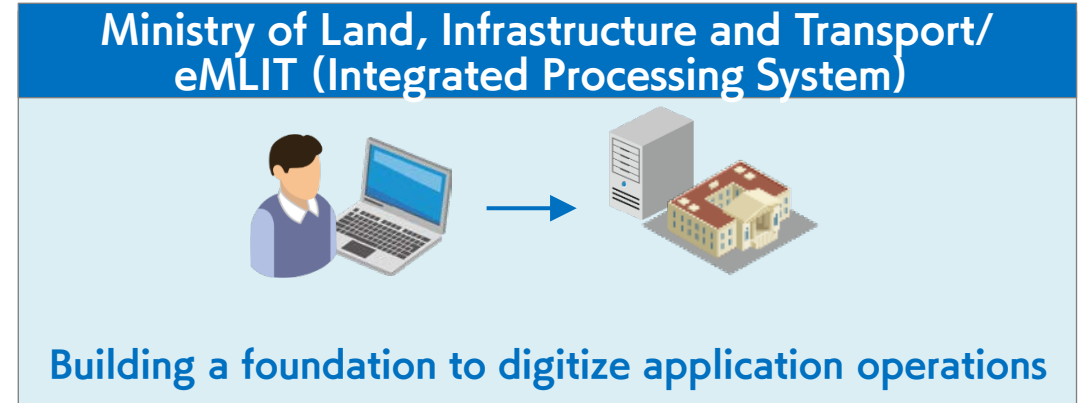 Ministry of Land, Infrastructure and Transport/
eMLIT (Integrated Processing System)
Building a foundation to digitize application operations